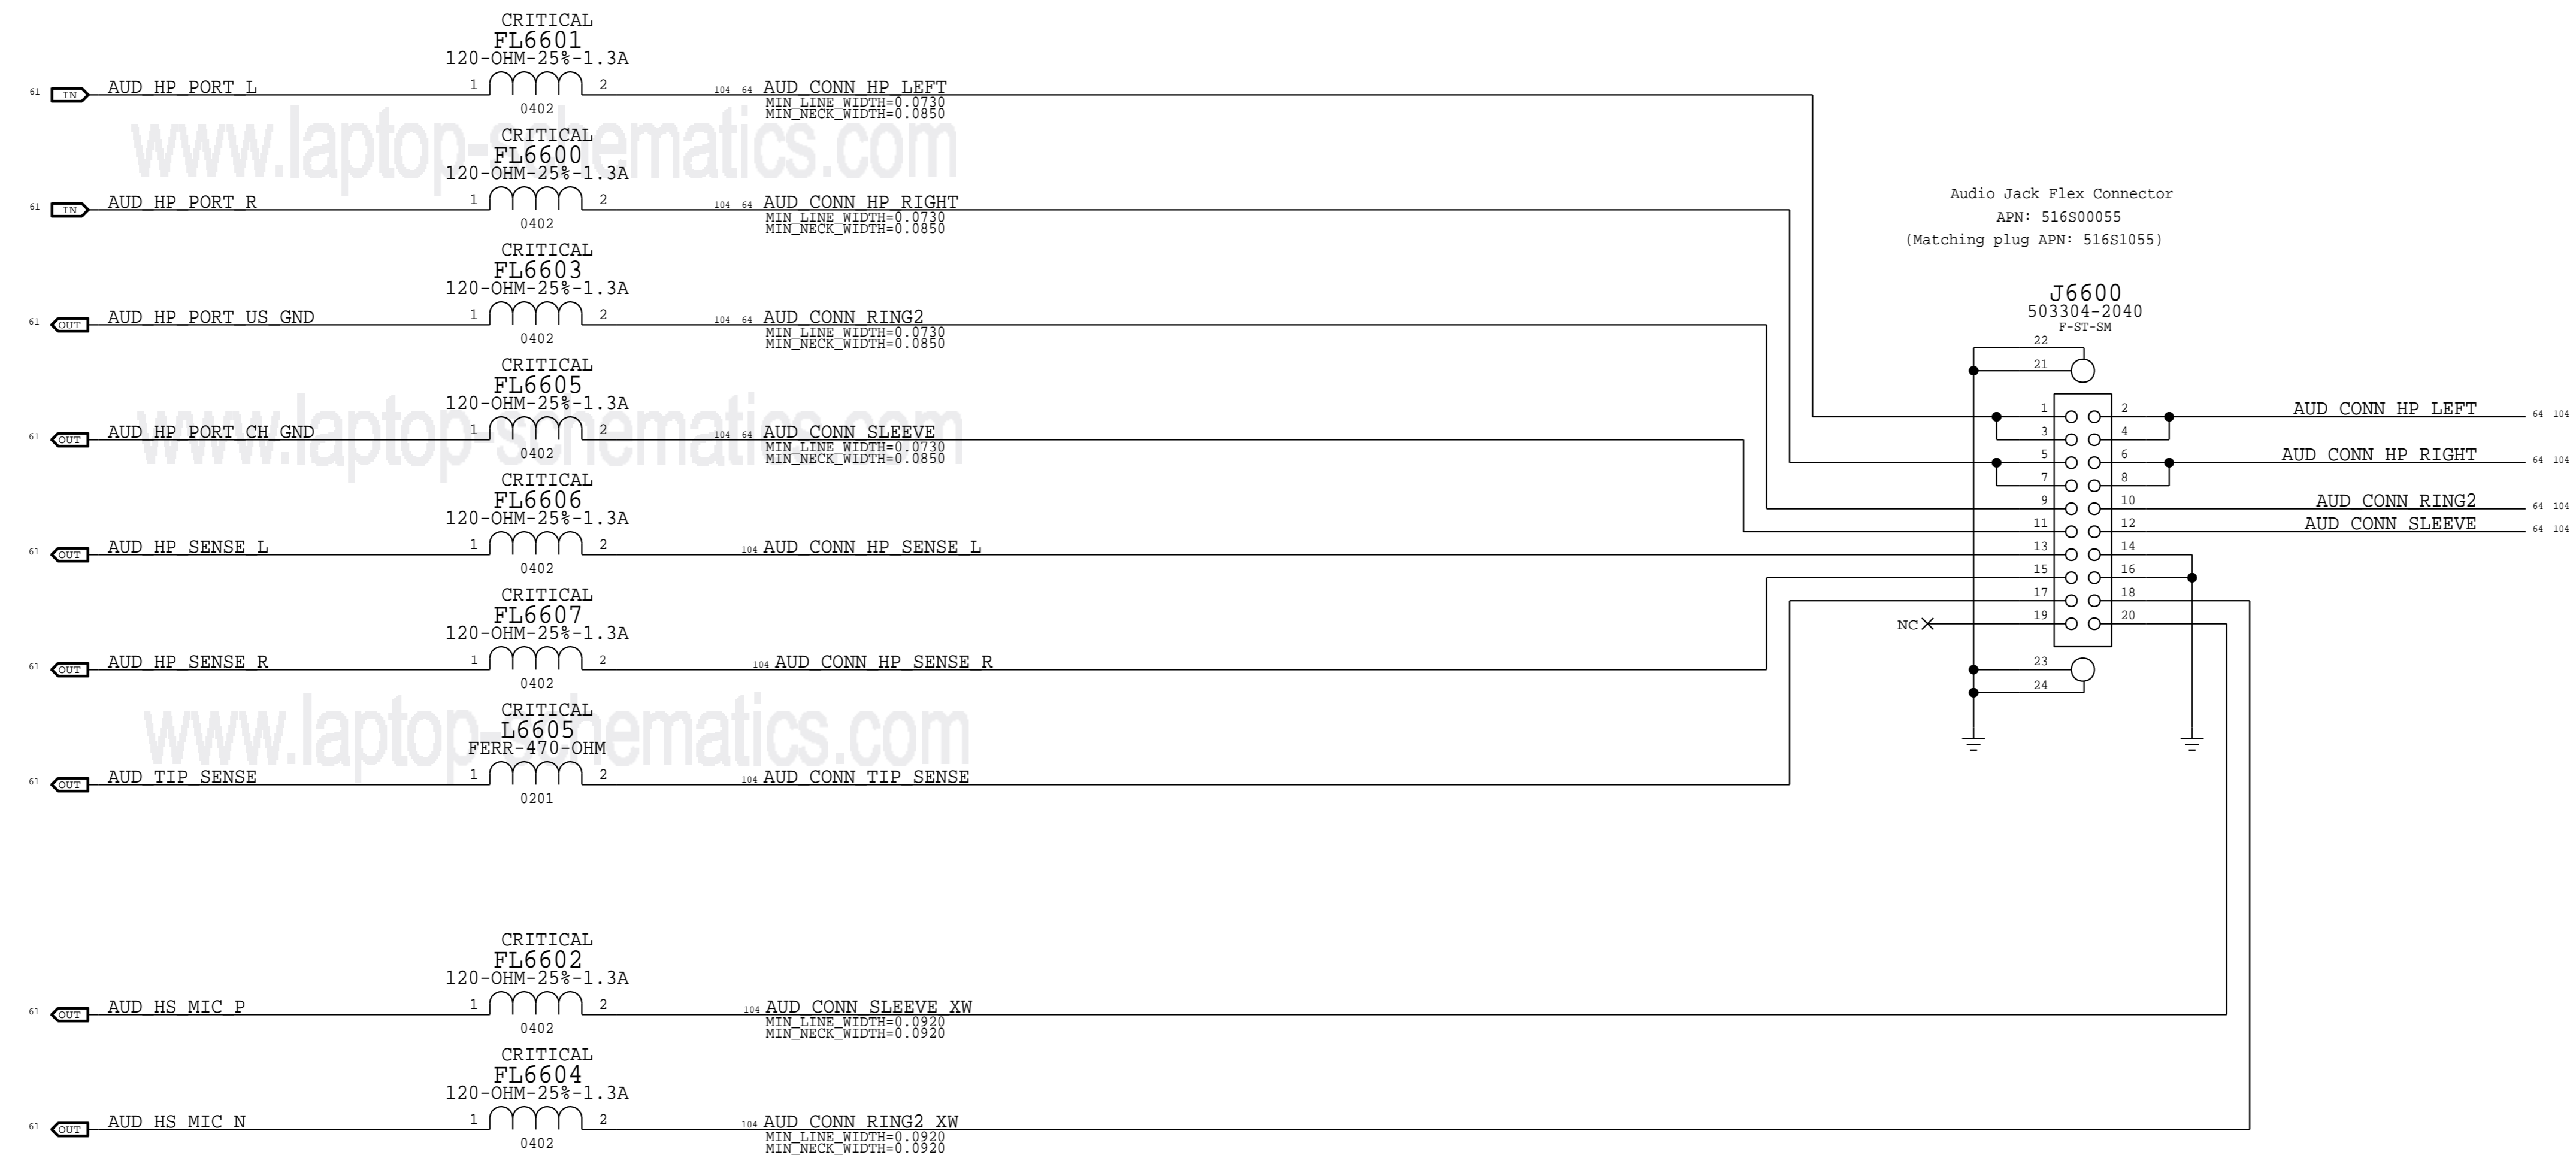 CRITICAL
FL6601
120-OHM-25%-1.3A
61 IN AUD_HP_PORT_L 1 2 104 64 AUD_CONN_HP_LEFT
0402
MIN_LINE_WIDTH=0.0730
MIN_NECK_WIDTH=0.0850
www.laptop-schematics.com
CRITICAL
FL6600
120-OHM-25%-1.3A
61 IN AUD_HP_PORT_R 1 2 104 64 AUD_CONN_HP_RIGHT
0402
MIN_LINE_WIDTH=0.0730
MIN_NECK_WIDTH=0.0850
CRITICAL
FL6603
120-OHM-25%-1.3A
61 OUT AUD_HP_PORT_US_GND 1 2 104 64 AUD_CONN_RING2
0402
MIN_LINE_WIDTH=0.0730
MIN_NECK_WIDTH=0.0850
CRITICAL
FL6605
120-OHM-25%-1.3A
www.laptop-schematics.com
61 OUT AUD_HP_PORT_CH_GND 1 2 104 64 AUD_CONN_SLEEVE
0402
MIN_LINE_WIDTH=0.0730
MIN_NECK_WIDTH=0.0850
CRITICAL
FL6606
120-OHM-25%-1.3A
61 OUT AUD_HP_SENSE_L 1 2 104 AUD_CONN_HP_SENSE_L
0402
CRITICAL
FL6607
120-OHM-25%-1.3A
61 OUT AUD_HP_SENSE_R 1 2 104 AUD_CONN_HP_SENSE_R
0402
www.laptop-schematics.com
CRITICAL
L6605
FERR-470-OHM
61 OUT AUD_TIP_SENSE 1 2 104 AUD_CONN_TIP_SENSE
0201
CRITICAL
FL6602
120-OHM-25%-1.3A
61 OUT AUD_HS_MIC_P 1 2 104 AUD_CONN_SLEEVE_XW
0402
MIN_LINE_WIDTH=0.0920
MIN_NECK_WIDTH=0.0920
CRITICAL
FL6604
120-OHM-25%-1.3A
61 OUT AUD_HS_MIC_N 1 2 104 AUD_CONN_RING2_XW
0402
MIN_LINE_WIDTH=0.0920
MIN_NECK_WIDTH=0.0920
Audio Jack Flex Connector
APN: 516S00055
(Matching plug APN: 516S1055)
J6600
503304-2040
F-ST-SM
22
21
1 2 AUD_CONN_HP_LEFT 64 104
3 4
5 6 AUD_CONN_HP_RIGHT 64 104
7 8
9 10 AUD_CONN_RING2 64 104
11 12 AUD_CONN_SLEEVE 64 104
13 14
15 16
17 18
NC 19 20
23
24